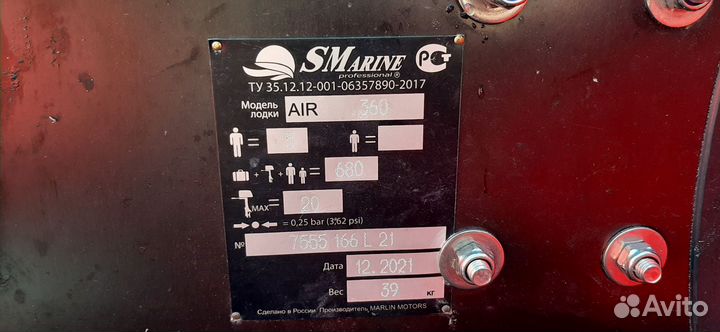 SMARINE
professional ®
РСТ
ТУ 35.12.12-001-06357890-2017
Модель лодки AIR 360
= =
+ + = 680
MAX = 20
= 0,25 bar (3,62 psi)
№ 7555 166 L 21
Дата 12.2021
Вес 39 кг
Сделано в России Производитель MARLIN MOTORS
Avito